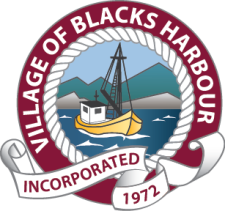 VILLAGE OF BLACKS HARBOUR
INCORPORATED
1972